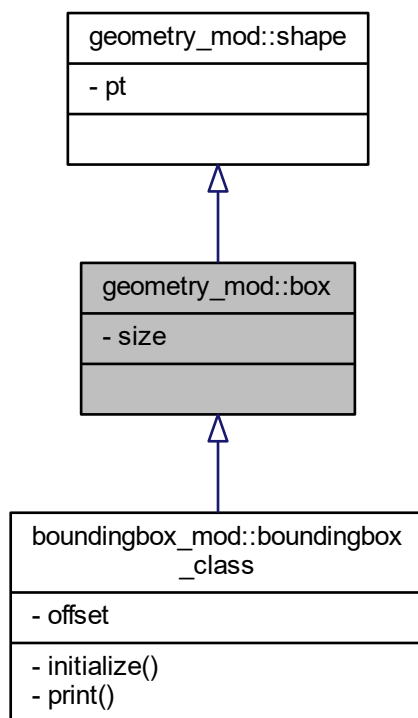 geometry_mod::shape
- pt
geometry_mod::box
- size
boundingbox_mod::boundingbox
_class
- offset
- initialize()
- print()